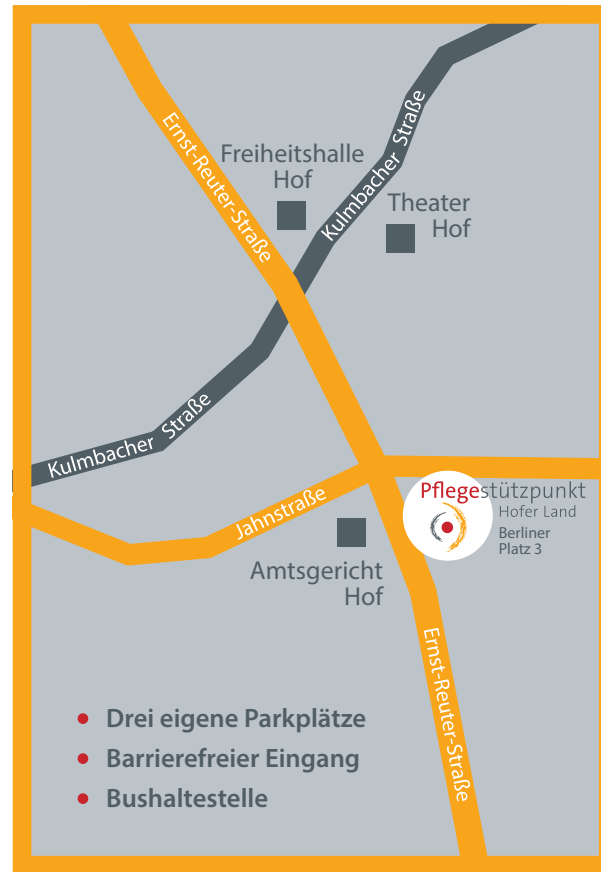 Ernst-Reuter-Straße
Freiheitshalle
Hof
Kulmbacher Straße
Theater
Hof
Kulmbacher Straße
Jahnstraße
Pflegestützpunkt
Hofer Land
Berliner
Platz 3
Amtsgericht
Hof
Ernst-Reuter-Straße
• Drei eigene Parkplätze
• Barrierefreier Eingang
• Bushaltestelle